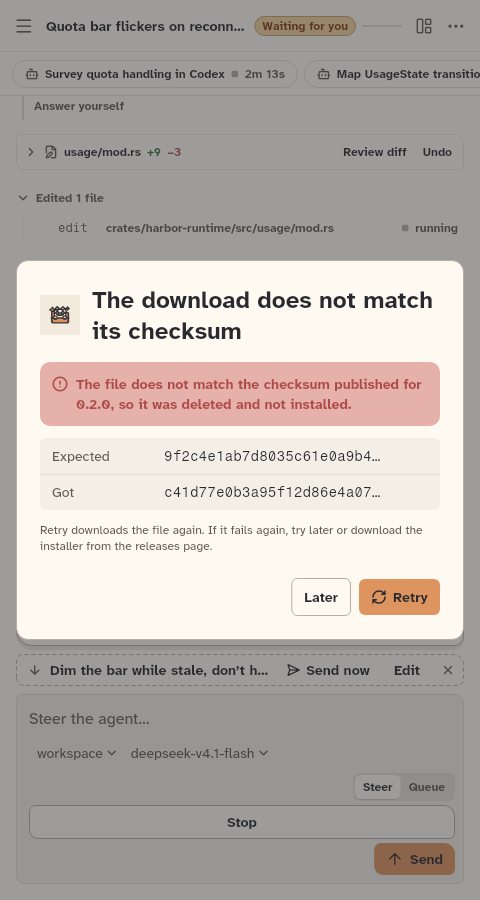 Quota bar flickers on reconn... Waiting for you
Survey quota handling in Codex 2m 13s Map UsageState transitio
Answer yourself
usage/mod.rs +9 −3 Review diff Undo
Edited 1 file
edit crates/harbor-runtime/src/usage/mod.rs running
The download does not match
its checksum
The file does not match the checksum published for
0.2.0, so it was deleted and not installed.
Expected 9f2c4e1ab7d8035c61e0a9b4…
Got c41d77e0b3a95f12d86e4a07…
Retry downloads the file again. If it fails again, try later or download the
installer from the releases page.
Later Retry
Dim the bar while stale, don't h... Send now Edit
Steer the agent...
workspace deepseek-v4.1-flash
Steer Queue
Stop
Send